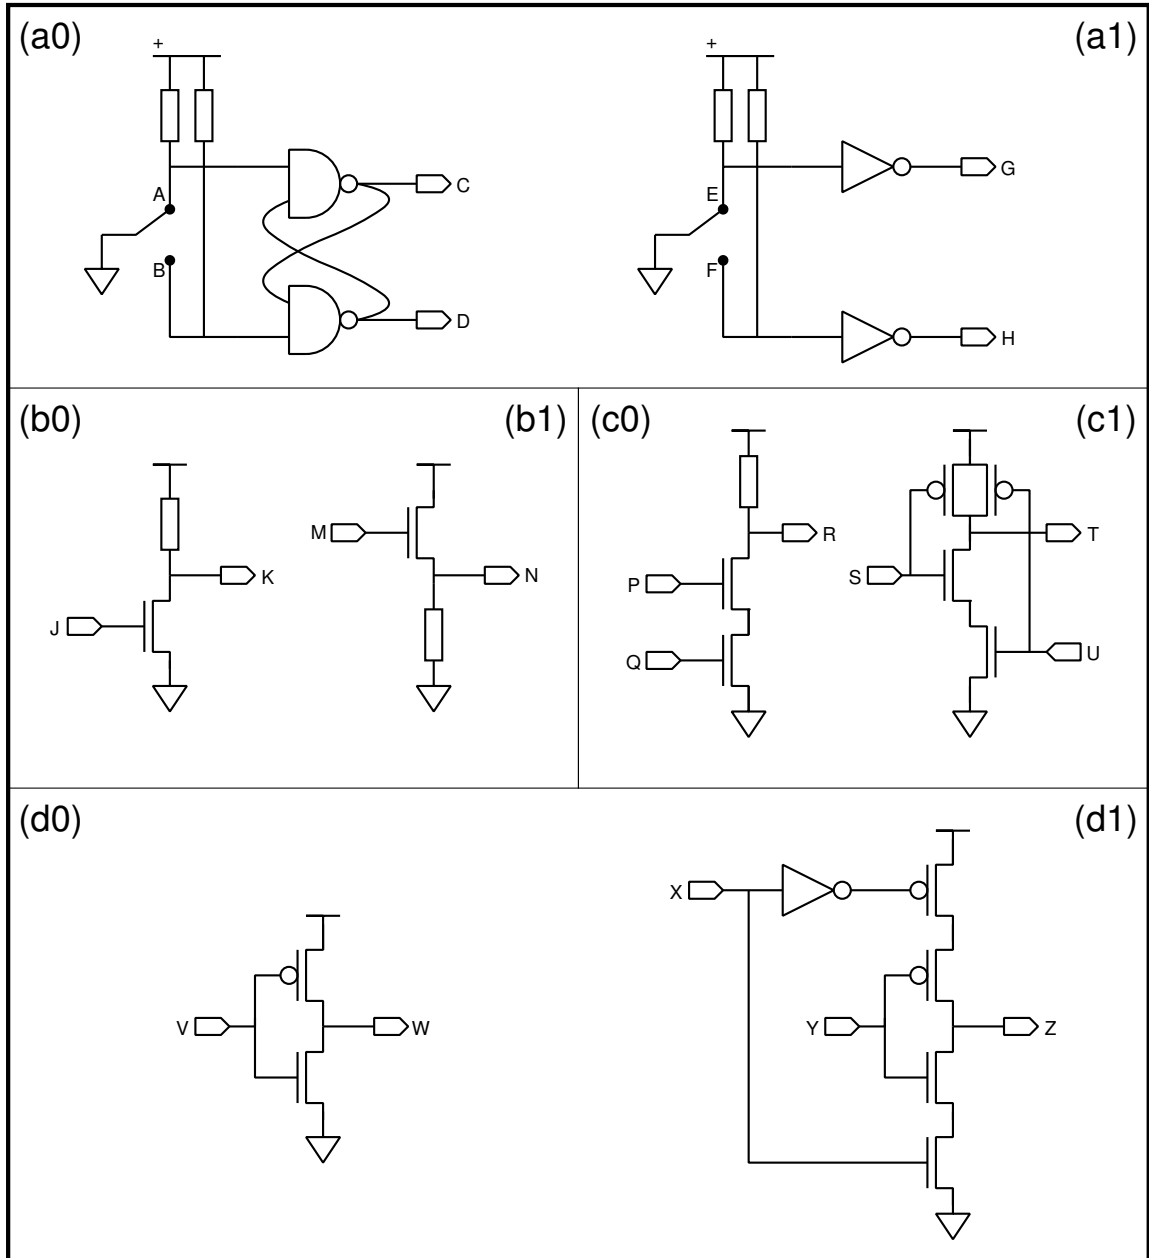 (a0)
(a1)
+
+
A
B
C
D
E
F
G
H
(b0)
(b1)
(c0)
(c1)
J
K
M
N
P
Q
R
S
T
U
(d0)
(d1)
V
W
X
Y
Z